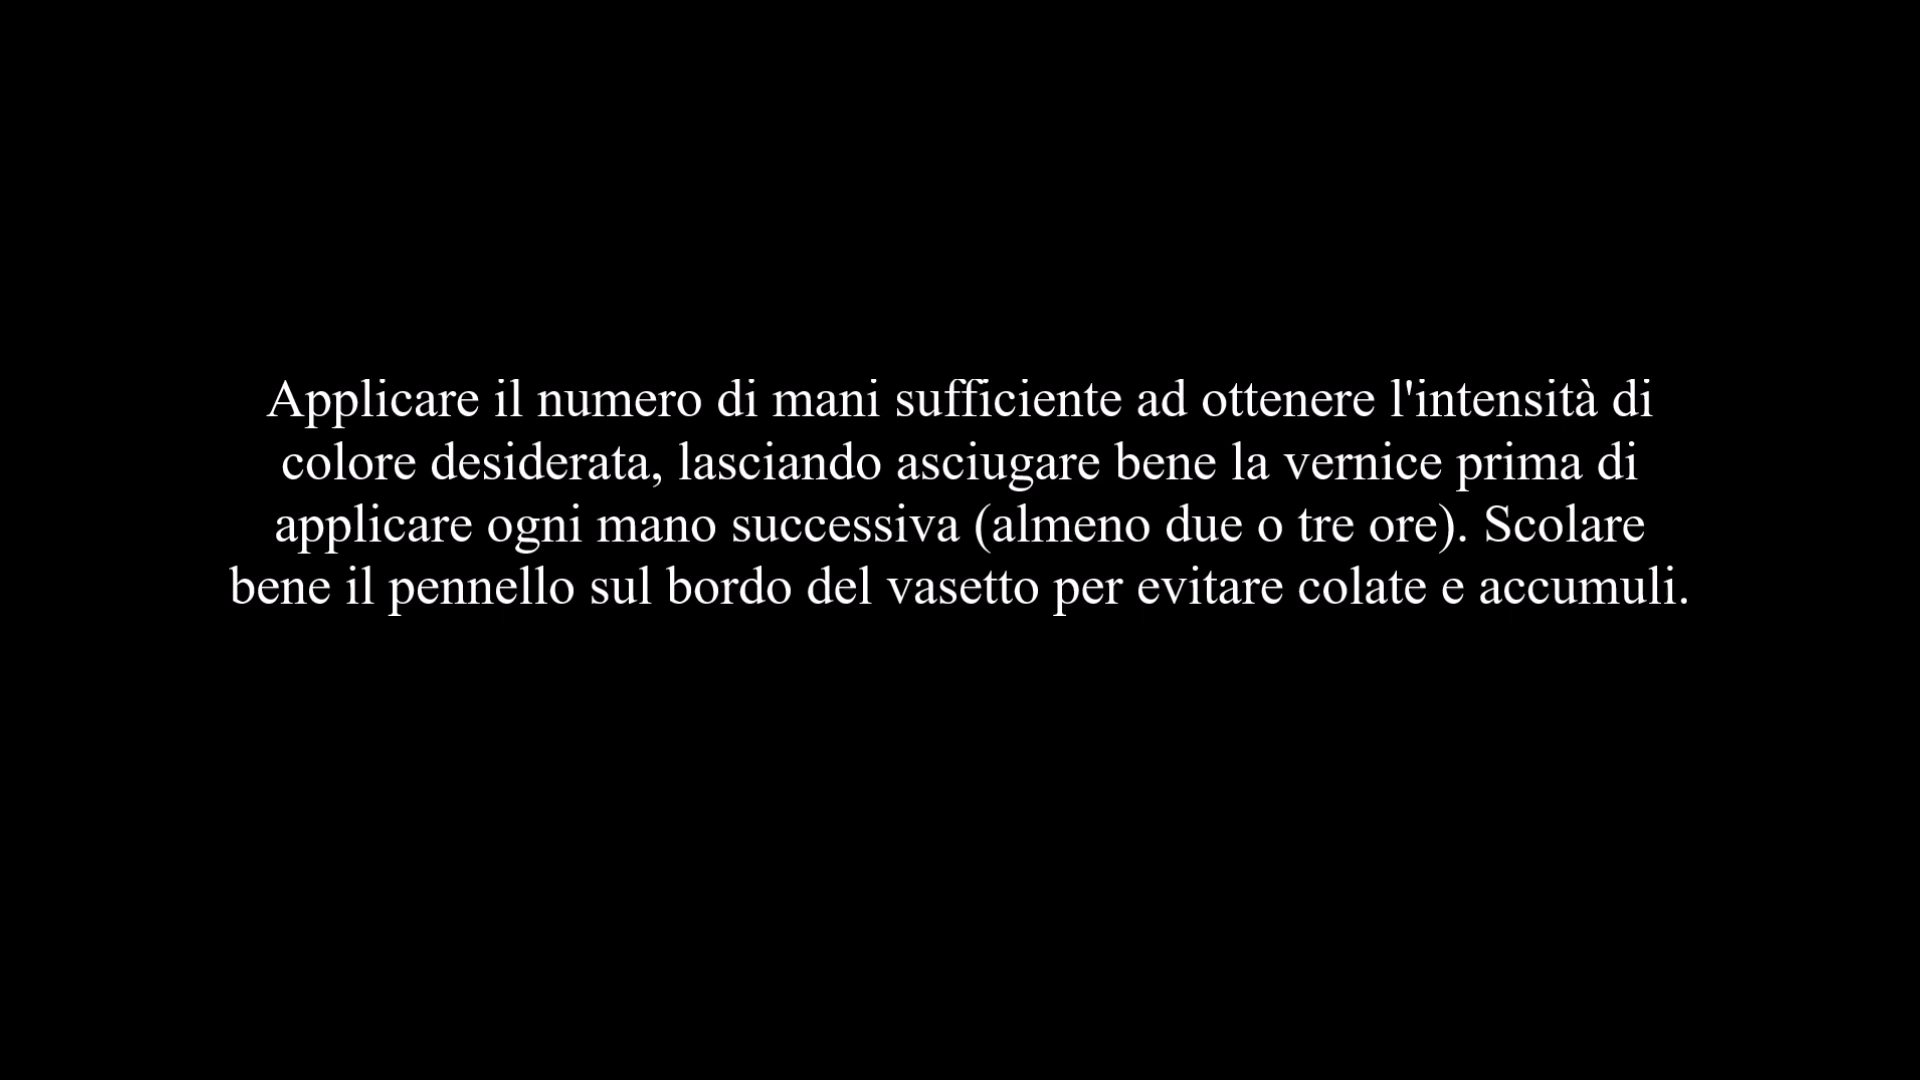 Applicare il numero di mani sufficiente ad ottenere l'intensità di
colore desiderata, lasciando asciugare bene la vernice prima di
applicare ogni mano successiva (almeno due o tre ore). Scolare
bene il pennello sul bordo del vasetto per evitare colate e accumuli.